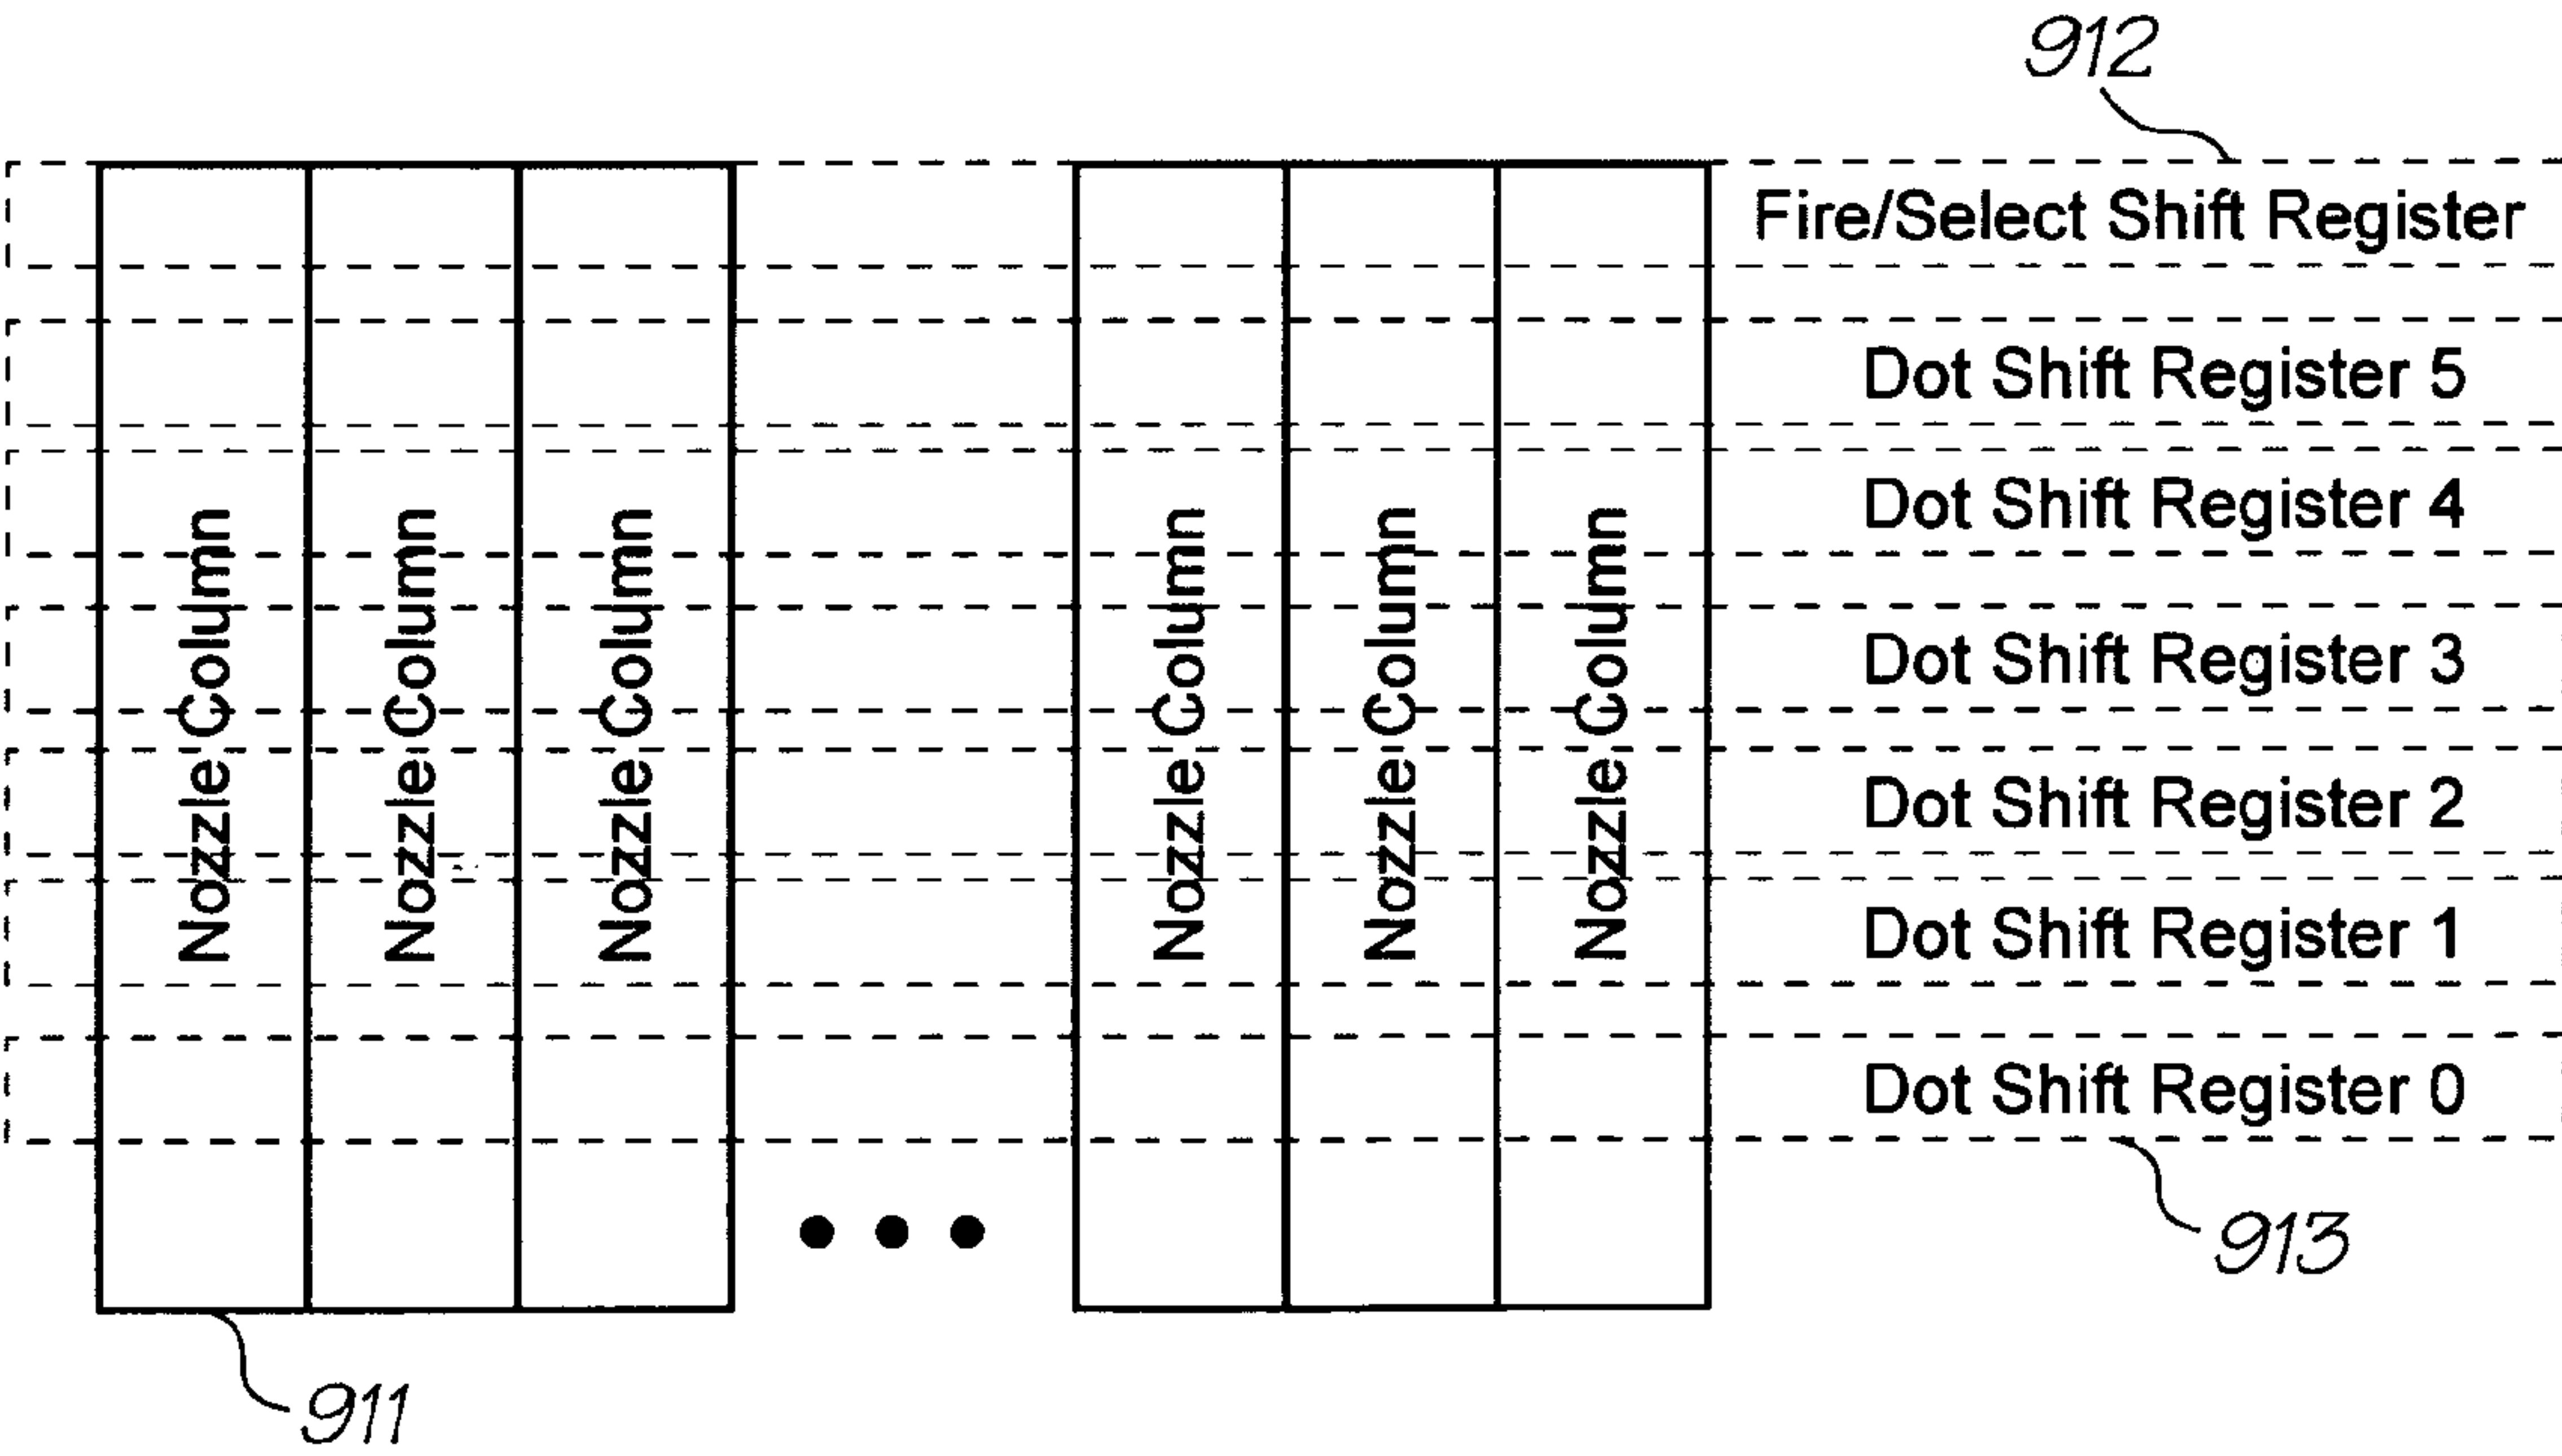 912
Fire/Select Shift Register
Dot Shift Register 5
Dot Shift Register 4
Dot Shift Register 3
Dot Shift Register 2
Dot Shift Register 1
Dot Shift Register 0
Nozzle Column
Nozzle Column
Nozzle Column
Nozzle Column
Nozzle Column
Nozzle Column
913
911